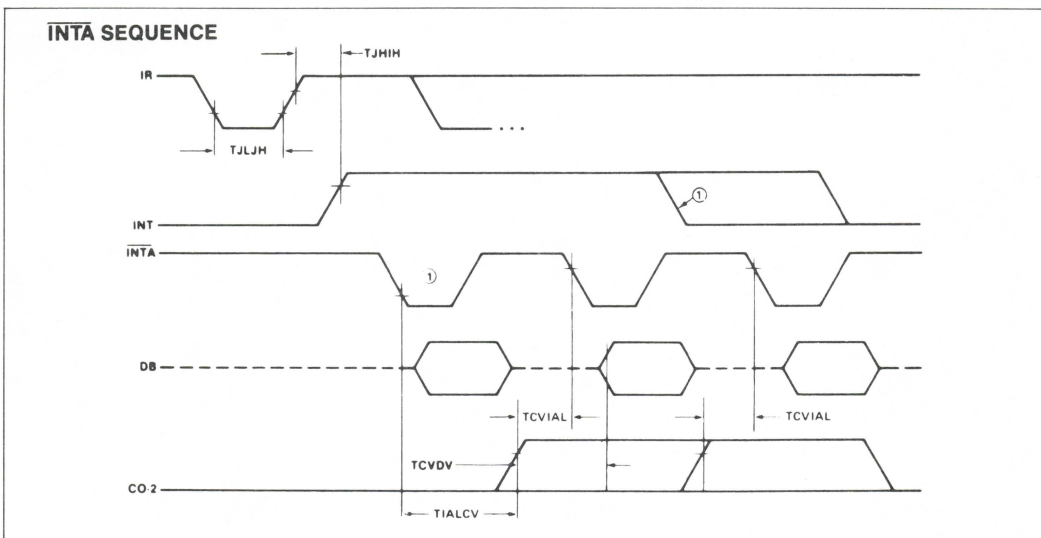 INTA SEQUENCE
TJHIH
IR
TJLJH
...
①
INT
INTA
①
DB
TCVIAL
TCVIAL
TCVDV
CO-2
TIALCV